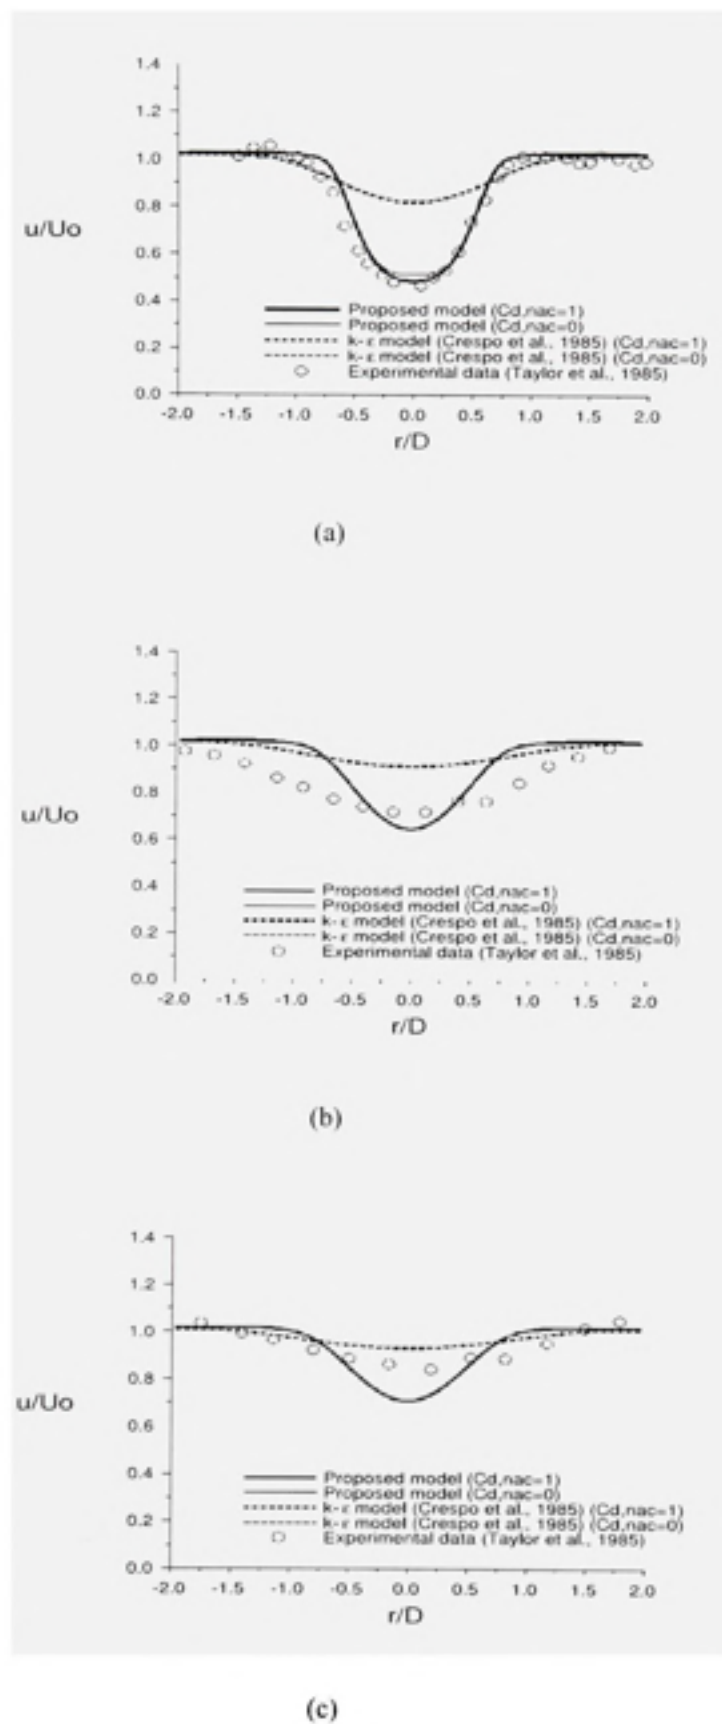 1.4
1.2
1.0
0.8
0.6
0.4
0.2
0.0
u/Uo
Proposed model (Cd,nac=1)
Proposed model (Cd,nac=0)
k-ε model (Crespo et al., 1985) (Cd,nac=1)
k-ε model (Crespo et al., 1985) (Cd,nac=0)
Experimental data (Taylor et al., 1985)
-2.0 -1.5 -1.0 -0.5 0.0 0.5 1.0 1.5 2.0
r/D
(a)
1.4
1.2
1.0
0.8
0.6
0.4
0.2
0.0
u/Uo
Proposed model (Cd,nac=1)
Proposed model (Cd,nac=0)
k-ε model (Crespo et al., 1985) (Cd,nac=1)
k-ε model (Crespo et al., 1985) (Cd,nac=0)
Experimental data (Taylor et al., 1985)
-2.0 -1.5 -1.0 -0.5 0.0 0.5 1.0 1.5 2.0
r/D
(b)
1.4
1.2
1.0
0.8
0.6
0.4
0.2
0.0
u/Uo
Proposed model (Cd,nac=1)
Proposed model (Cd,nac=0)
k-ε model (Crespo et al., 1985) (Cd,nac=1)
k-ε model (Crespo et al., 1985) (Cd,nac=0)
Experimental data (Taylor et al., 1985)
-2.0 -1.5 -1.0 -0.5 0.0 0.5 1.0 1.5 2.0
r/D
(c)